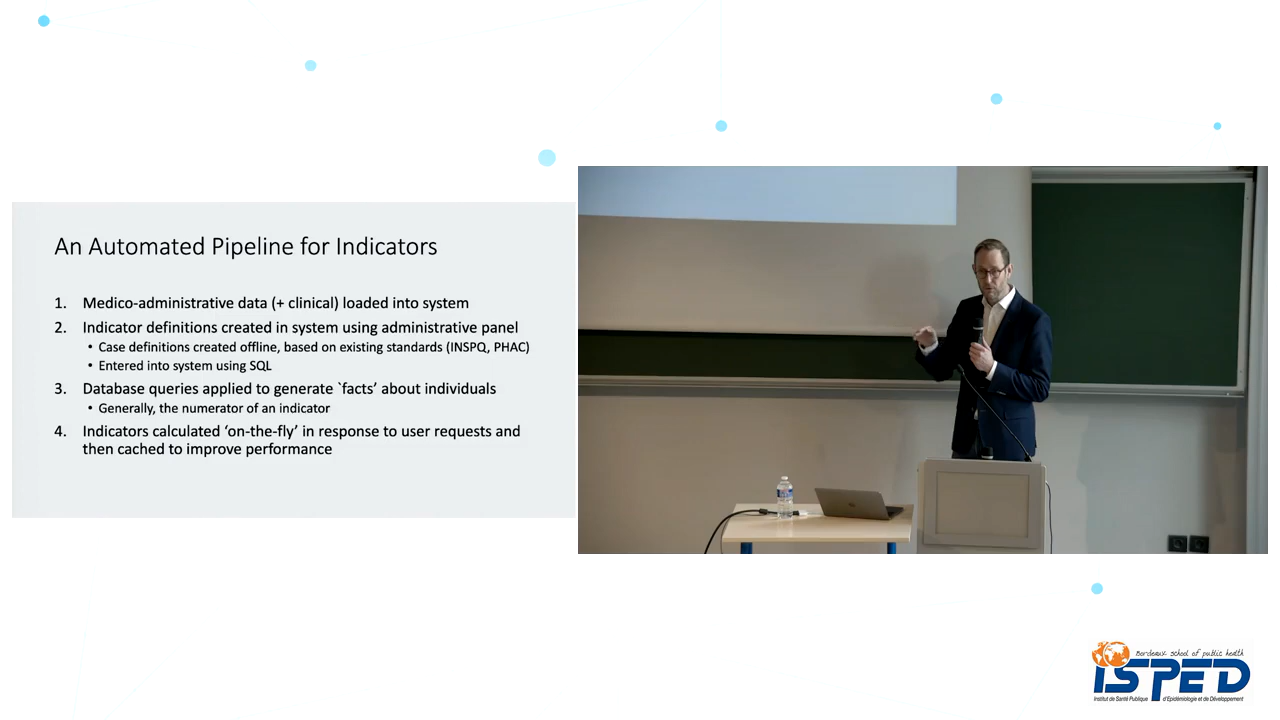 An Automated Pipeline for Indicators
1. Medico-administrative data (+ clinical) loaded into system
2. Indicator definitions created in system using administrative panel
• Case definitions created offline, based on existing standards (INSPQ, PHAC)
• Entered into system using SQL
3. Database queries applied to generate `facts’ about individuals
• Generally, the numerator of an indicator
4. Indicators calculated ‘on-the-fly’ in response to user requests and
then cached to improve performance
Bordeaux school of public health
ISPED
Institut de Santé Publique d'Epidémiologie et de Développement